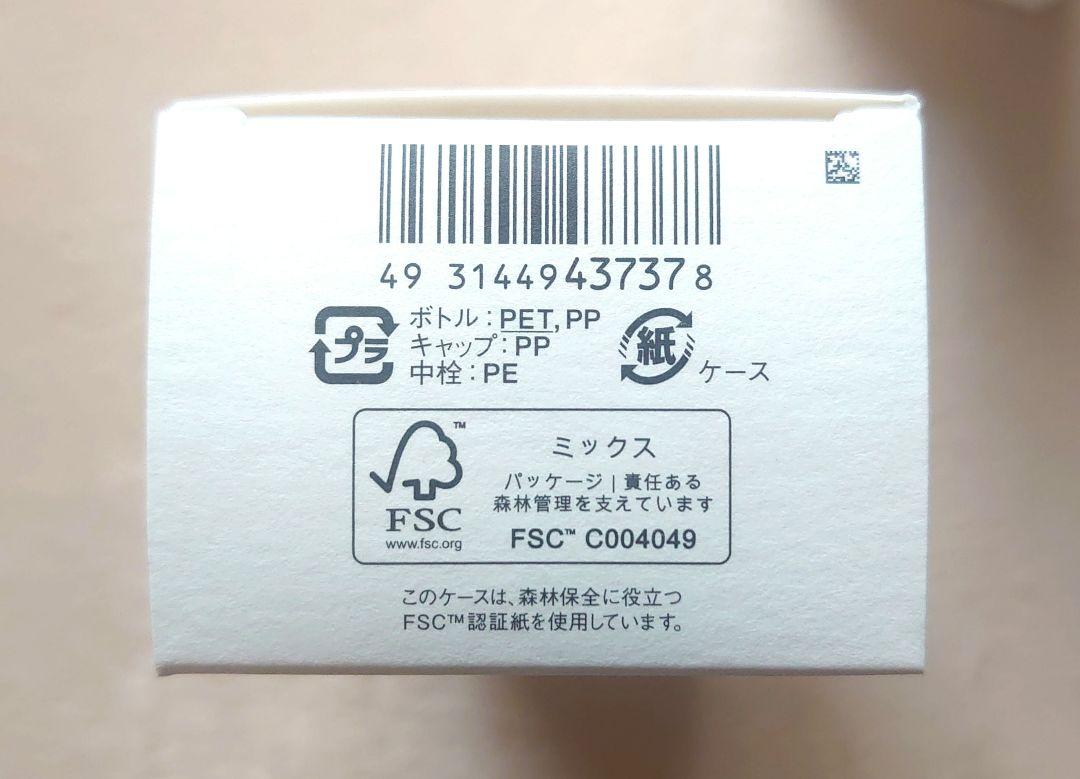 49 31449437378
プラ
ボトル:PET,PP
キャップ:PP
中栓:PE
紙
ケース
FSC™
www.fsc.org
ミックス
パッケージ | 責任ある
森林管理を支えています
FSC™ C004049
このケースは、森林保全に役立つ
FSC™認証紙を使用しています。